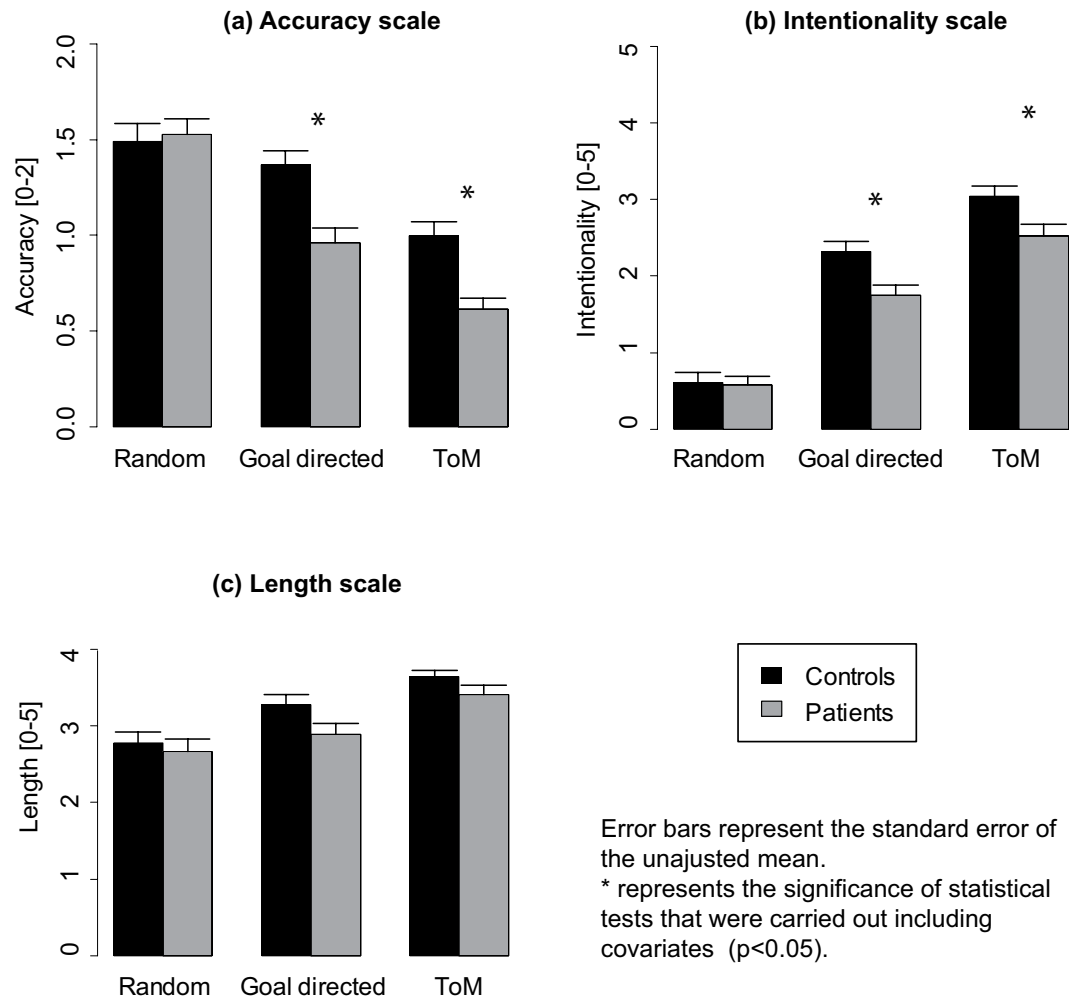 (a) Accuracy scale
Accuracy [0-2]
2.0
1.5
1.0
0.5
0.0
*
*
Random Goal directed ToM
(b) Intentionality scale
Intentionality [0-5]
5
4
3
2
1
0
*
*
Random Goal directed ToM
(c) Length scale
Length [0-5]
4
3
2
1
0
Random Goal directed ToM
Controls
Patients
Error bars represent the standard error of
the unajusted mean.
* represents the significance of statistical
tests that were carried out including
covariates (p<0.05).